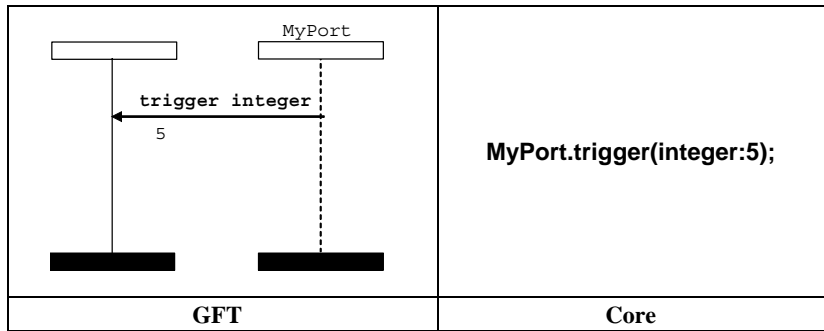 MyPort
trigger integer
5
MyPort.trigger(integer:5);
GFT
Core